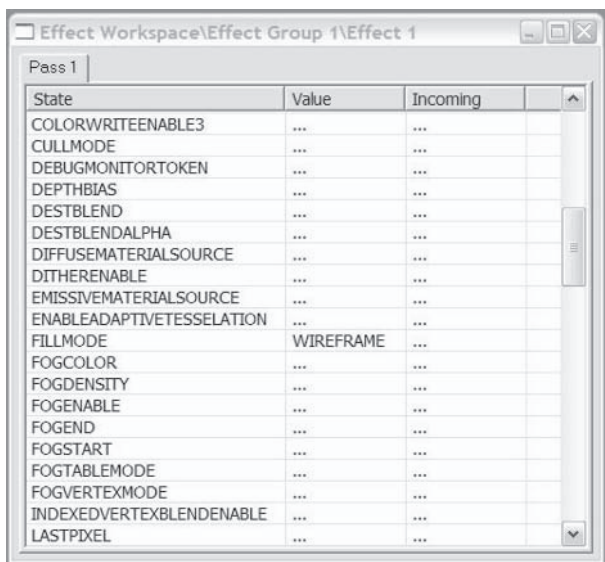 Effect Workspace\Effect Group 1\Effect 1
Pass 1
State Value Incoming
COLORWRITEENABLE3 ... ...
CULLMODE ... ...
DEBUGMONITORTOKEN ... ...
DEPTHBIAS ... ...
DESTBLEND ... ...
DESTBLENDALPHA ... ...
DIFFUSEMATERIALSOURCE ... ...
DITHERENABLE ... ...
EMISSIVEMATERIALSOURCE ... ...
ENABLEADAPTIVETESSELATION ... ...
FILLMODE WIREFRAME ...
FOGCOLOR ... ...
FOGDENSITY ... ...
FOGENABLE ... ...
FOGEND ... ...
FOGSTART ... ...
FOGTABLEMODE ... ...
FOGVERTEXMODE ... ...
INDEXEDVERTEXBLENDENABLE ... ...
LASTPIXEL ... ...